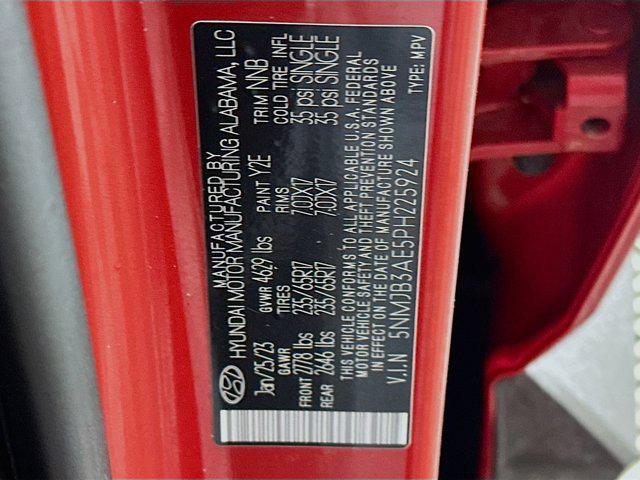 MANUFACTURED BY
HYUNDAI MOTOR MANUFACTURING ALABAMA, LLC
Jan/25/23 GVWR 4629 lbs PAINT Y2E TRIM NNB
GAWR TIRES RIMS COLD TIRE INFL
FRONT 2778 lbs 235/65R17 7.0JX17 35 psi SINGLE
REAR 2646 lbs 235/65R17 7.0JX17 35 psi SINGLE
THIS VEHICLE CONFORMS TO ALL APPLICABLE U.S.A. FEDERAL
MOTOR VEHICLE SAFETY AND THEFT PREVENTION STANDARDS
IN EFFECT ON THE DATE OF MANUFACTURE SHOWN ABOVE
V.I.N 5NMJB3AE5PH225924 TYPE: MPV